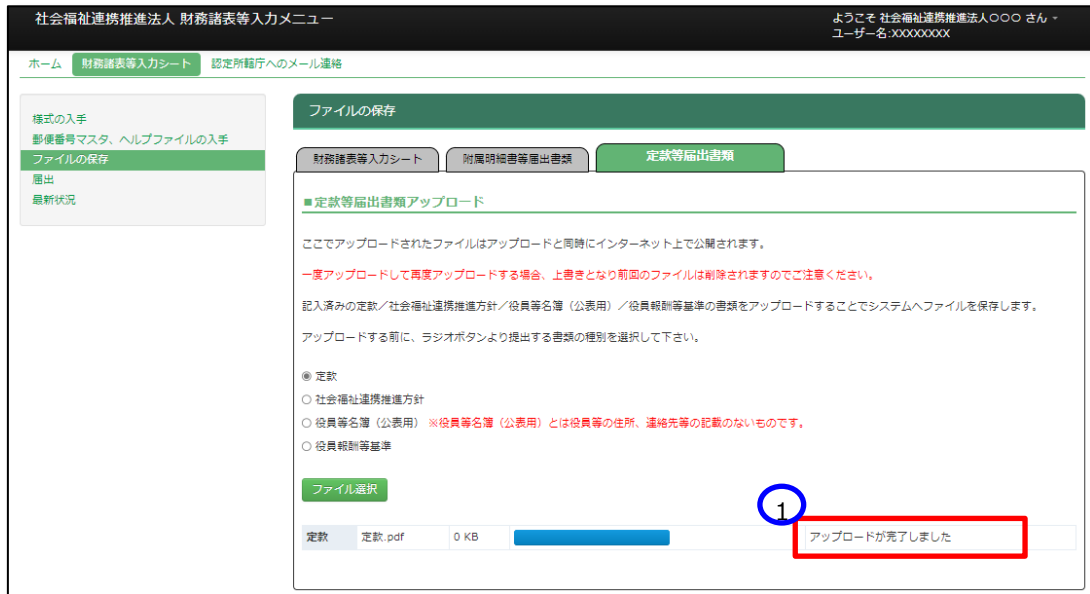 社会福祉連携推進法人 財務諸表等入力メニュー
ようこそ 社会福祉連携推進法人○○○ さん
ユーザー名:XXXXXXXX
ホーム 財務諸表等入力シート 認定所轄庁へのメール連絡
様式の入手
郵便番号マスタ、ヘルプファイルの入手
ファイルの保存
届出
最新状況
ファイルの保存
財務諸表等入力シート 附属明細書等届出書類 定款等届出書類
■定款等届出書類アップロード
ここでアップロードされたファイルはアップロードと同時にインターネット上で公開されます。
一度アップロードして再度アップロードする場合、上書きとなり前回のファイルは削除されますのでご注意ください。
記入済みの定款/社会福祉連携推進方針/役員等名簿（公表用）/役員報酬等基準の書類をアップロードすることでシステムへファイルを保存します。
アップロードする前に、ラジオボタンより提出する書類の種別を選択して下さい。
定款
社会福祉連携推進方針
役員等名簿（公表用） ※役員等名簿（公表用）とは役員等の住所、連絡先等の記載のないものです。
役員報酬等基準
ファイル選択
1
定款 定款.pdf 0 KB アップロードが完了しました